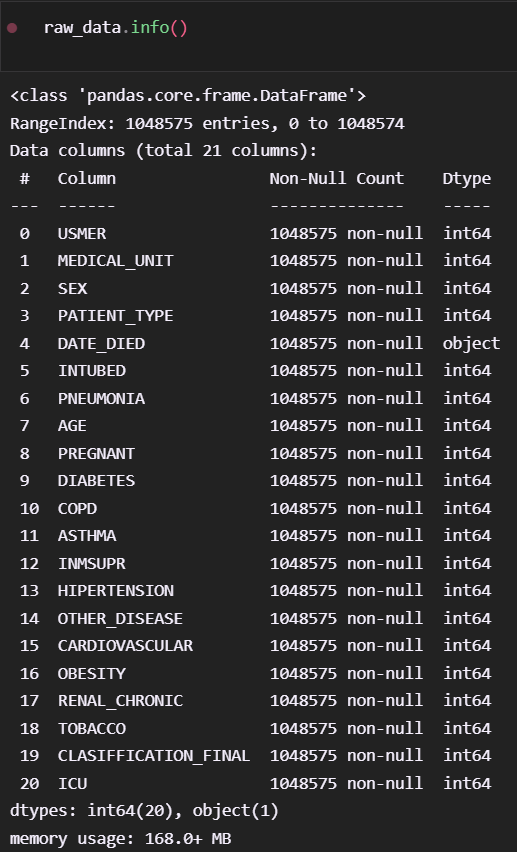 raw_data.info()
<class 'pandas.core.frame.DataFrame'>
RangeIndex: 1048575 entries, 0 to 1048574
Data columns (total 21 columns):
 #   Column                Non-Null Count    Dtype
---  ------                --------------    -----
 0   USMER                 1048575 non-null  int64
 1   MEDICAL_UNIT          1048575 non-null  int64
 2   SEX                   1048575 non-null  int64
 3   PATIENT_TYPE          1048575 non-null  int64
 4   DATE_DIED             1048575 non-null  object
 5   INTUBED               1048575 non-null  int64
 6   PNEUMONIA             1048575 non-null  int64
 7   AGE                   1048575 non-null  int64
 8   PREGNANT              1048575 non-null  int64
 9   DIABETES              1048575 non-null  int64
 10  COPD                  1048575 non-null  int64
 11  ASTHMA                1048575 non-null  int64
 12  INMSUPR               1048575 non-null  int64
 13  HIPERTENSION          1048575 non-null  int64
 14  OTHER_DISEASE         1048575 non-null  int64
 15  CARDIOVASCULAR        1048575 non-null  int64
 16  OBESITY               1048575 non-null  int64
 17  RENAL_CHRONIC         1048575 non-null  int64
 18  TOBACCO               1048575 non-null  int64
 19  CLASIFFICATION_FINAL  1048575 non-null  int64
 20  ICU                   1048575 non-null  int64
dtypes: int64(20), object(1)
memory usage: 168.0+ MB